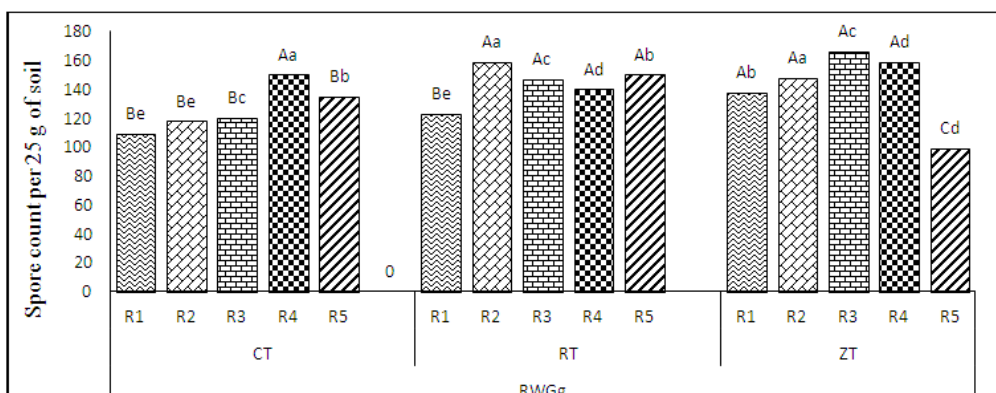 Spore count per 25 g of soil
180
160
140
120
100
80
60
40
20
0
Be Be Bc Aa Bb 0 Be Aa Ac Ad Ab Ab Aa Ac Ad Cd
R1 R2 R3 R4 R5 R1 R2 R3 R4 R5 R1 R2 R3 R4 R5
CT RT ZT
RWGg